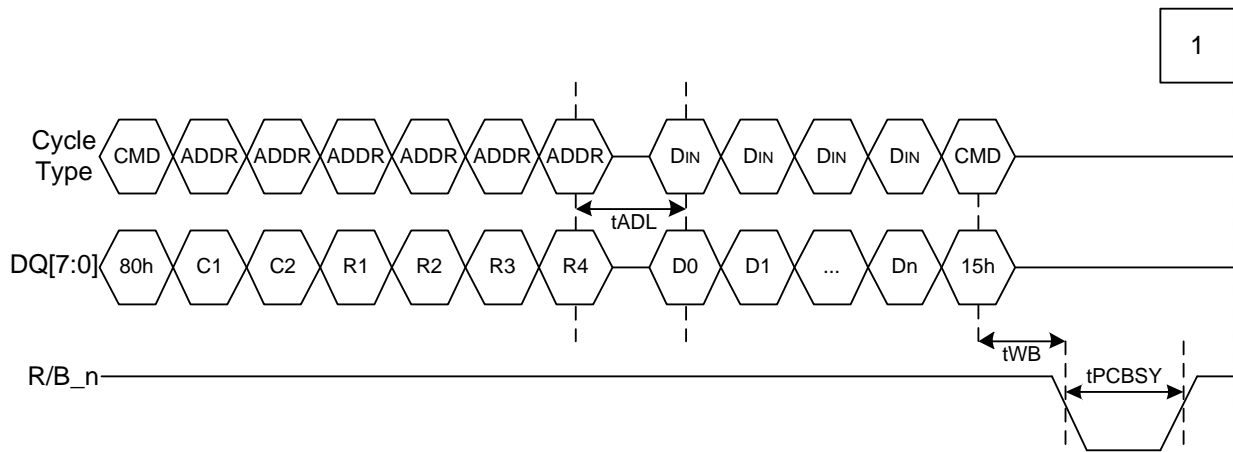 1
Cycle Type
CMD ADDR ADDR ADDR ADDR ADDR ADDR DIN DIN DIN DIN CMD
tADL
DQ[7:0] 80h C1 C2 R1 R2 R3 R4 D0 D1 ... Dn 15h
tWB
R/B_n
tPCBSY